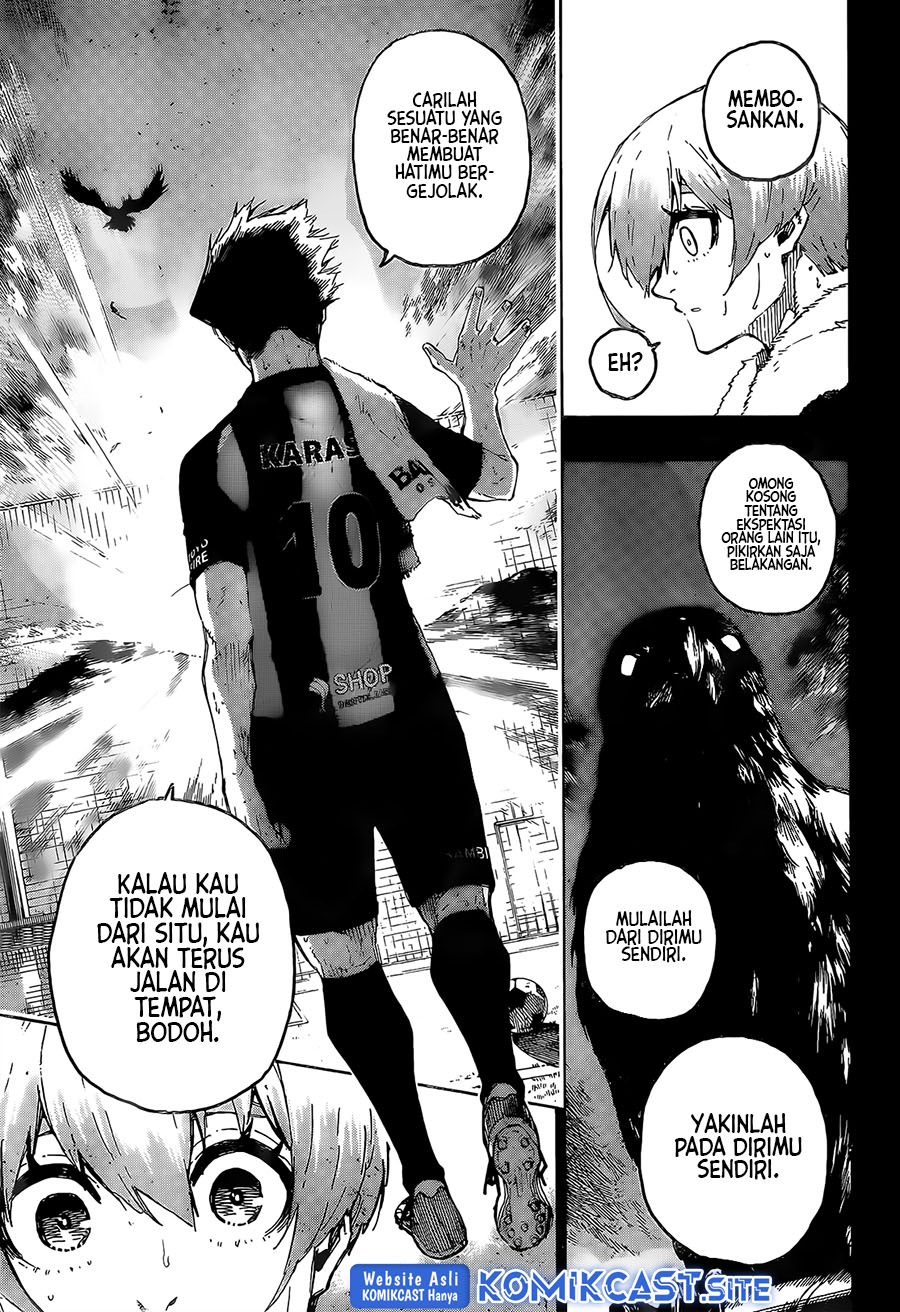 MEMBO-
SANKAN.
EH?
OMONG
KOSONG
TENTANG
EKSPEKTASI
ORANG LAIN ITU,
PIKIRKAN SAJA
BELAKANGAN.
MULAILAH
DARI DIRIMU
SENDIRI.
YAKINLAH
PADA DIRIMU
SENDIRI.
CARILAH
SESUATU YANG
BENAR-BENAR
MEMBUAT
HATIMU BER-
GEJOLAK.
KARAS
10
SHOP
KALAU KAU
TIDAK MULAI
DARI SITU, KAU
AKAN TERUS
JALAN DI
TEMPAT,
BODOH.
Website Asli
KOMIKCAST Hanya
KOMIKCAST.SITE